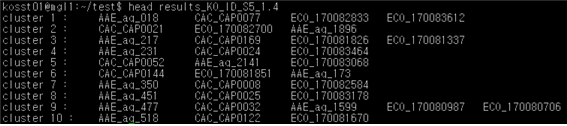 kosst01@mgl1:~/test$ head results_KO_ID_S5_1.4
cluster 1 : AAE_aq_018 CAC_CAP0077 ECO_170082833 ECO_170083612
cluster 2 : CAC_CAP0021 ECO_170082700 AAE_aq_1896
cluster 3 : AAE_aq_217 CAC_CAP0169 ECO_170081826 ECO_170081337
cluster 4 : AAE_aq_231 CAC_CAP0024 ECO_170083464
cluster 5 : CAC_CAP0052 AAE_aq_2141 ECO_170083068
cluster 6 : CAC_CAP0144 ECO_170081851 AAE_aq_173
cluster 7 : AAE_aq_350 CAC_CAP0008 ECO_170082584
cluster 8 : AAE_aq_451 CAC_CAP0025 ECO_170083178
cluster 9 : AAE_aq_477 CAC_CAP0032 AAE_aq_1599 ECO_170080987 ECO_170080706
cluster 10 : AAE_aq_518 CAC_CAP0122 ECO_170081670